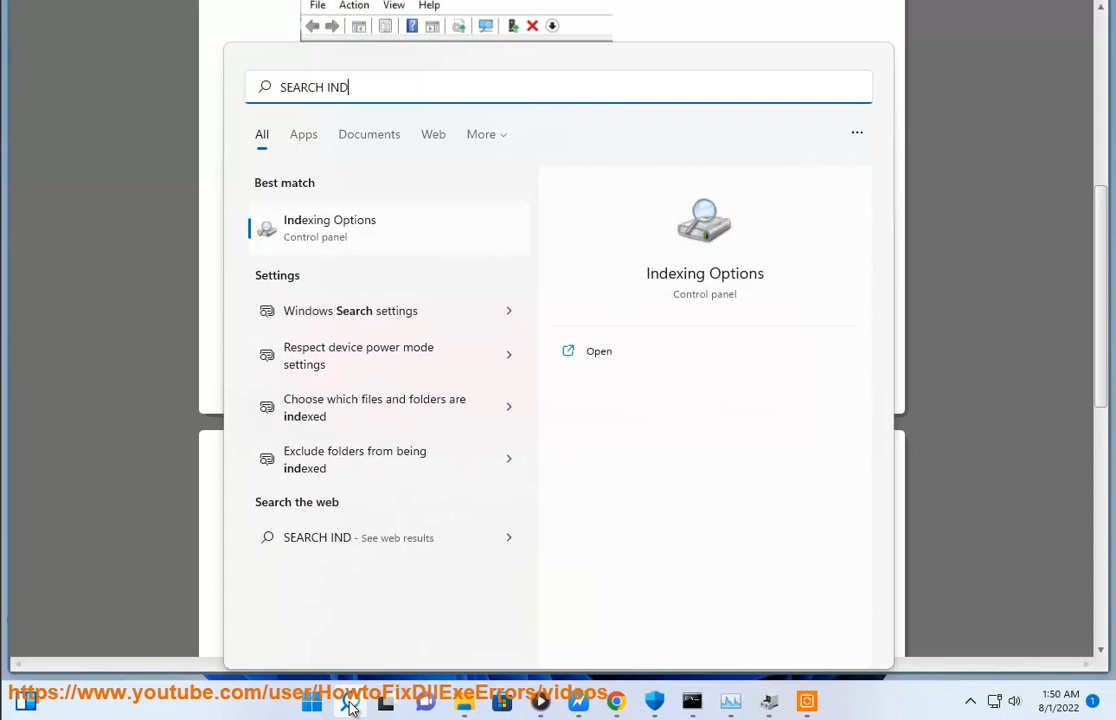 File Action View Help
SEARCH IND
All Apps Documents Web More
Best match
Indexing Options
Control panel
Settings
Windows Search settings
Respect device power mode
settings
Choose which files and folders are
indexed
Exclude folders from being
indexed
Search the web
SEARCH IND - See web results
Indexing Options
Control panel
Open
https://www.youtube.com/user/HowtoFixDllExeErrors/videos
1:50 AM
8/1/2022
1